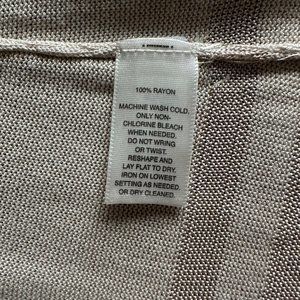 100% RAYON
MACHINE WASH COLD.
ONLY NON-
CHLORINE BLEACH
WHEN NEEDED.
DO NOT WRING
OR TWIST.
RESHAPE AND
LAY FLAT TO DRY.
IRON ON LOWEST
SETTING AS NEEDED,
OR DRY CLEANED.